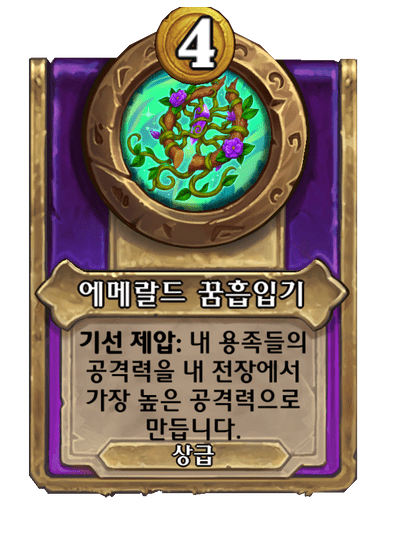 4
에메랄드 꿈흡입기
기선 제압: 내 용족들의
공격력을 내 전장에서
가장 높은 공격력으로
만듭니다.
상급